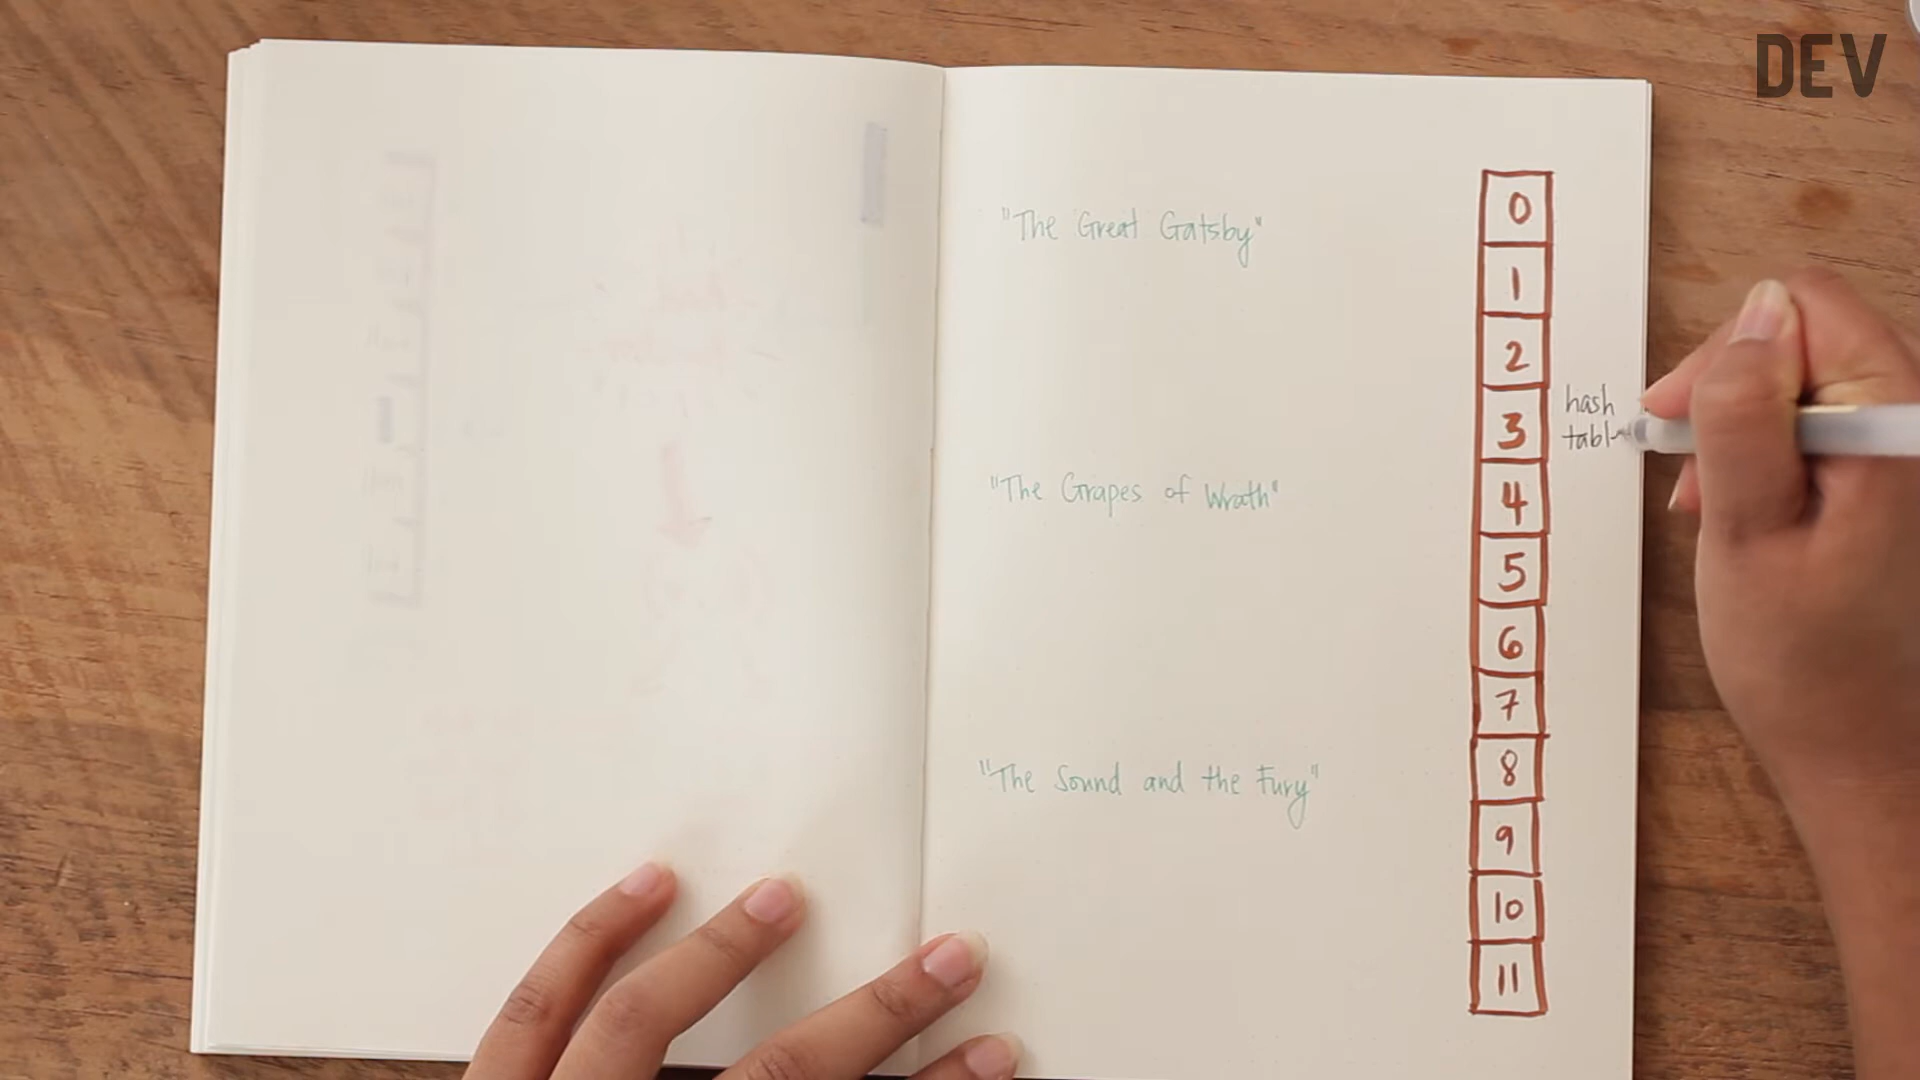 DEV
"The Great Gatsby"
"The Grapes of Wrath"
"The Sound and the Fury"
0
1
2
3
4
5
6
7
8
9
10
11
hash
tabl